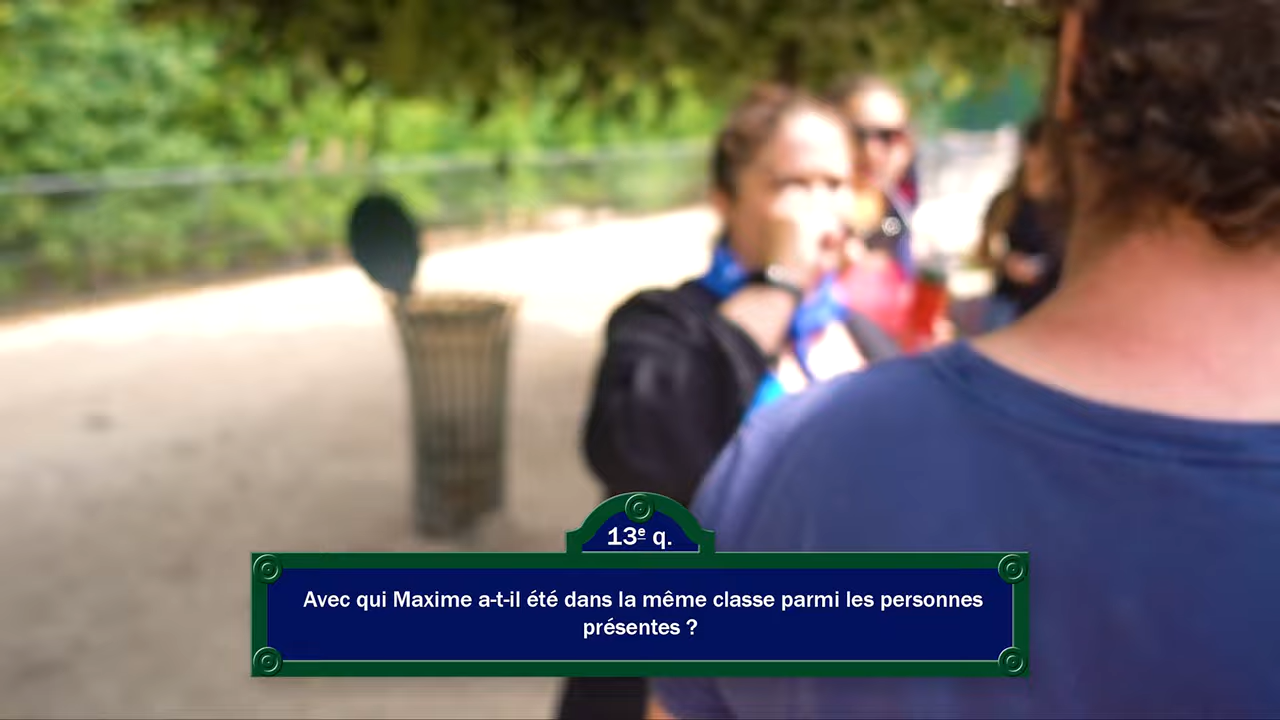 13e q.
Avec qui Maxime a-t-il été dans la même classe parmi les personnes
présentes ?